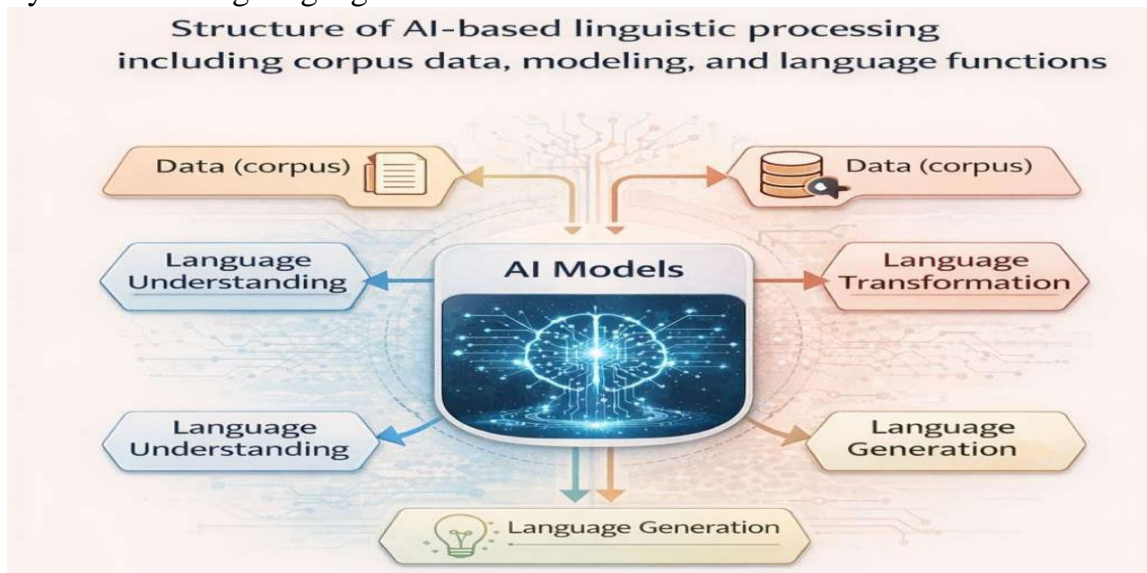 Structure of AI-based linguistic processing
including corpus data, modeling, and language functions
Data (corpus)
Data (corpus)
Language
Understanding
AI Models
Language
Transformation
Language
Understanding
Language
Generation
Language Generation